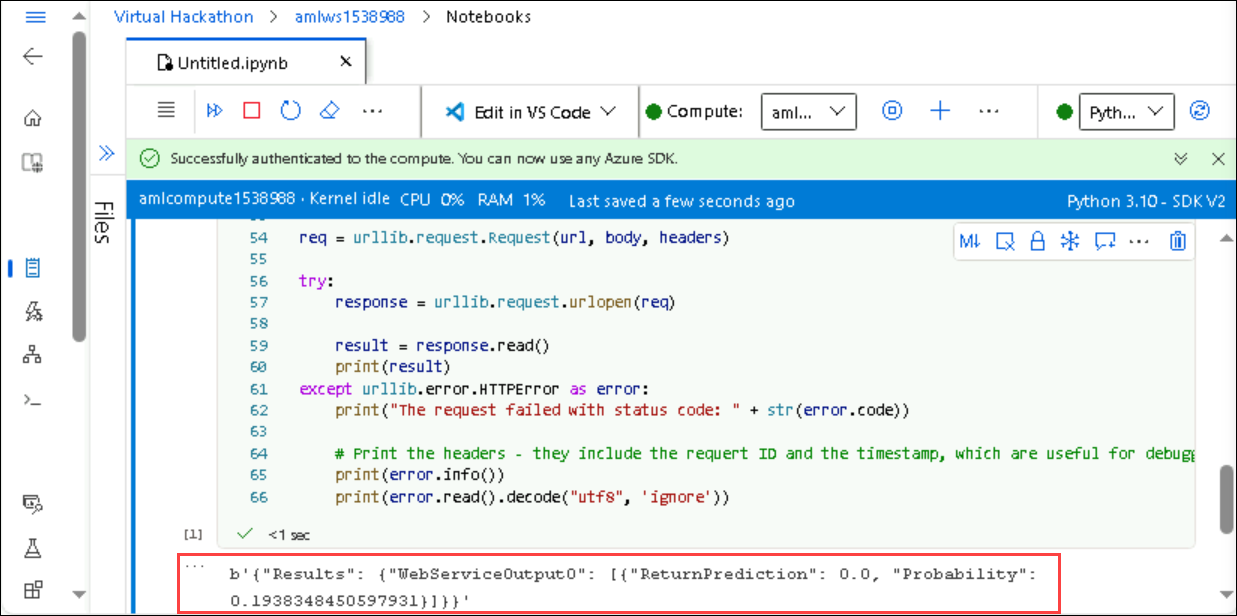 Virtual Hackathon > amlws1538988 > Notebooks
Untitled.ipynb
Edit in VS Code
Compute:
aml...
Pyth...
Successfully authenticated to the compute. You can now use any Azure SDK.
Files
amlcompute1538988 · Kernel idle CPU 0% RAM 1% Last saved a few seconds ago Python 3.10 - SDK V2
54 req = urllib.request.Request(url, body, headers)
55
56 try:
57 response = urllib.request.urlopen(req)
58
59 result = response.read()
60 print(result)
61 except urllib.error.HTTPError as error:
62 print("The request failed with status code: " + str(error.code))
63
64 # Print the headers - they include the requert ID and the timestamp, which are useful for debugg
65 print(error.info())
66 print(error.read().decode("utf8", 'ignore'))
M↓
[1] <1 sec
b'{"Results": {"WebServiceOutput0": [{"ReturnPrediction": 0.0, "Probability":
0.1938348450597931}]}}'